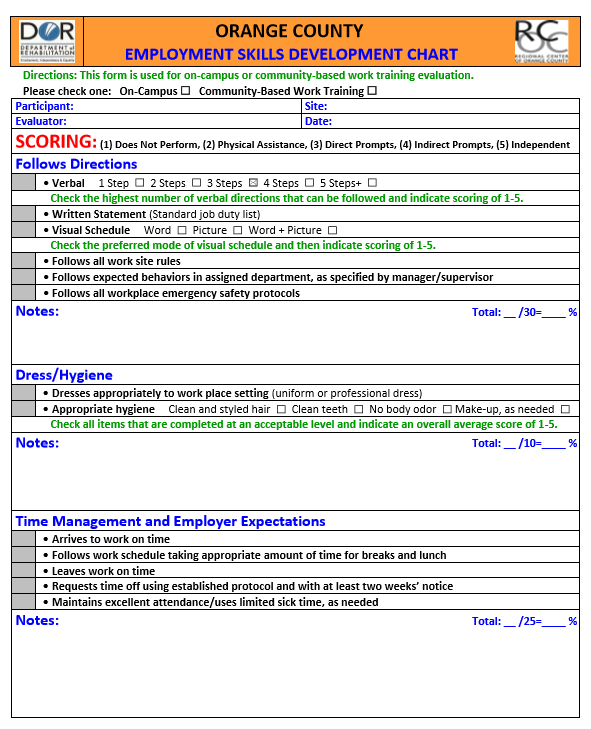 DOR
DEPARTMENT of
REHABILITATION
ORANGE COUNTY
EMPLOYMENT SKILLS DEVELOPMENT CHART
RCOC
REGIONAL CENTER
OF ORANGE COUNTY
Directions: This form is used for on-campus or community-based work training evaluation.
Please check one: On-Campus ☐ Community-Based Work Training ☐
Participant: Site:
Evaluator: Date:
SCORING: (1) Does Not Perform, (2) Physical Assistance, (3) Direct Prompts, (4) Indirect Prompts, (5) Independent
Follows Directions
• Verbal 1 Step ☐ 2 Steps ☐ 3 Steps ☒ 4 Steps ☐ 5 Steps+ ☐
Check the highest number of verbal directions that can be followed and indicate scoring of 1-5.
• Written Statement (Standard job duty list)
• Visual Schedule Word ☐ Picture ☐ Word + Picture ☐
Check the preferred mode of visual schedule and then indicate scoring of 1-5.
• Follows all work site rules
• Follows expected behaviors in assigned department, as specified by manager/supervisor
• Follows all workplace emergency safety protocols
Notes: Total: __ /30=____ %
Dress/Hygiene
• Dresses appropriately to work place setting (uniform or professional dress)
• Appropriate hygiene Clean and styled hair ☐ Clean teeth ☐ No body odor ☐ Make-up, as needed ☐
Check all items that are completed at an acceptable level and indicate an overall average score of 1-5.
Notes: Total: __ /10=____ %
Time Management and Employer Expectations
• Arrives to work on time
• Follows work schedule taking appropriate amount of time for breaks and lunch
• Leaves work on time
• Requests time off using established protocol and with at least two weeks’ notice
• Maintains excellent attendance/uses limited sick time, as needed
Notes: Total: __ /25=____ %